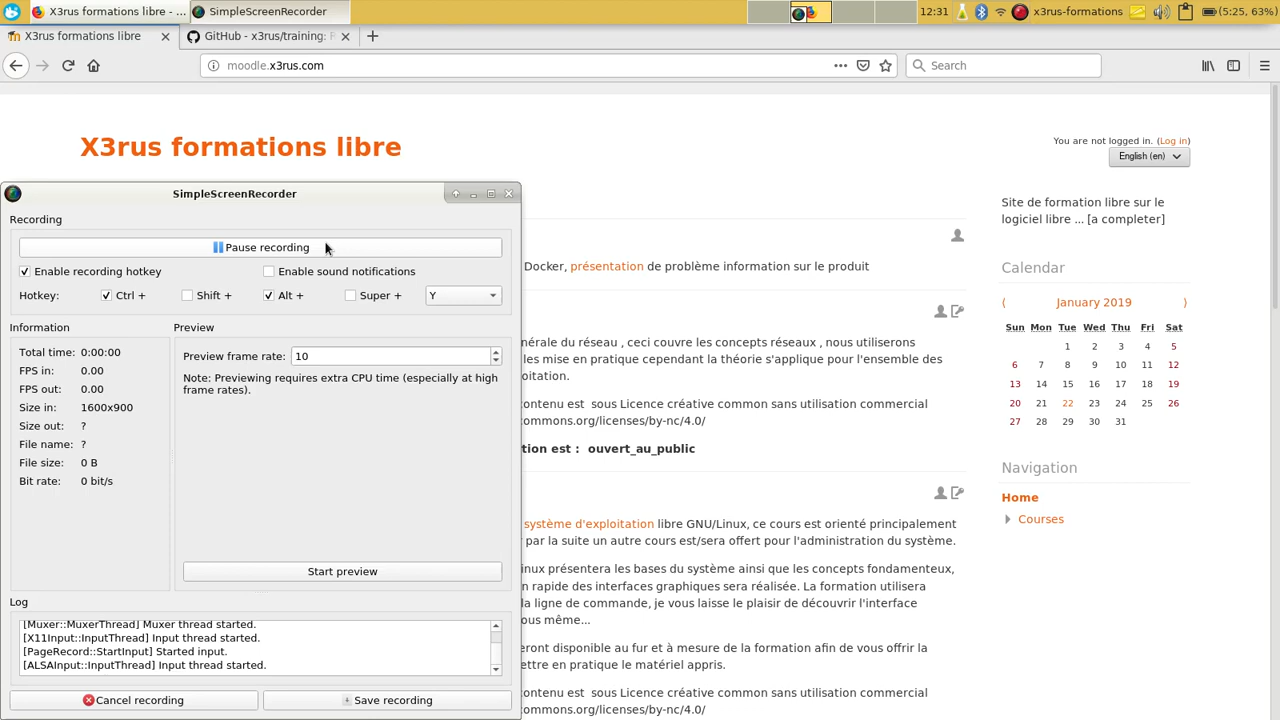 X3rus formations libre - ...
SimpleScreenRecorder
12:31
x3rus-formations
(5:25, 63%)
X3rus formations libre
GitHub - x3rus/training:
moodle.x3rus.com
Search
X3rus formations libre
You are not logged in. (Log in)
English (en)
SimpleScreenRecorder
Recording
Pause recording
Enable recording hotkey
Enable sound notifications
Hotkey:
Ctrl +
Shift +
Alt +
Super +
Y
Information
Total time: 0:00:00
FPS in: 0.00
FPS out: 0.00
Size in: 1600x900
Size out: ?
File name: ?
File size: 0 B
Bit rate: 0 bit/s
Preview
Preview frame rate: 10
Note: Previewing requires extra CPU time (especially at high
frame rates).
Start preview
Log
[Muxer::MuxerThread] Muxer thread started.
[X11Input::InputThread] Input thread started.
[PageRecord::StartInput] Started input.
[ALSAInput::InputThread] Input thread started.
Cancel recording
Save recording
Docker, présentation de problème information sur le produit
nérale du réseau , ceci couvre les concepts réseaux , nous utiliserons
les mise en pratique cependant la théorie s'applique pour l'ensemble des
oitation.
contenu est sous Licence créative common sans utilisation commercial
commons.org/licenses/by-nc/4.0/
tion est : ouvert_au_public
système d'exploitation libre GNU/Linux, ce cours est orienté principalement
par la suite un autre cours est/sera offert pour l'administration du système.
inux présentera les bases du système ainsi que les concepts fondamenteux,
n rapide des interfaces graphiques sera réalisée. La formation utilisera
la ligne de commande, je vous laisse le plaisir de découvrir l'interface
ous même...
eront disponible au fur et à mesure de la formation afin de vous offrir la
ettre en pratique le matériel appris.
contenu est sous Licence créative common sans utilisation commercial
commons.org/licenses/by-nc/4.0/
Site de formation libre sur le
logiciel libre ... [a completer]
Calendar
January 2019
Sun Mon Tue Wed Thu Fri Sat
1 2 3 4 5
6 7 8 9 10 11 12
13 14 15 16 17 18 19
20 21 22 23 24 25 26
27 28 29 30 31
Navigation
Home
Courses